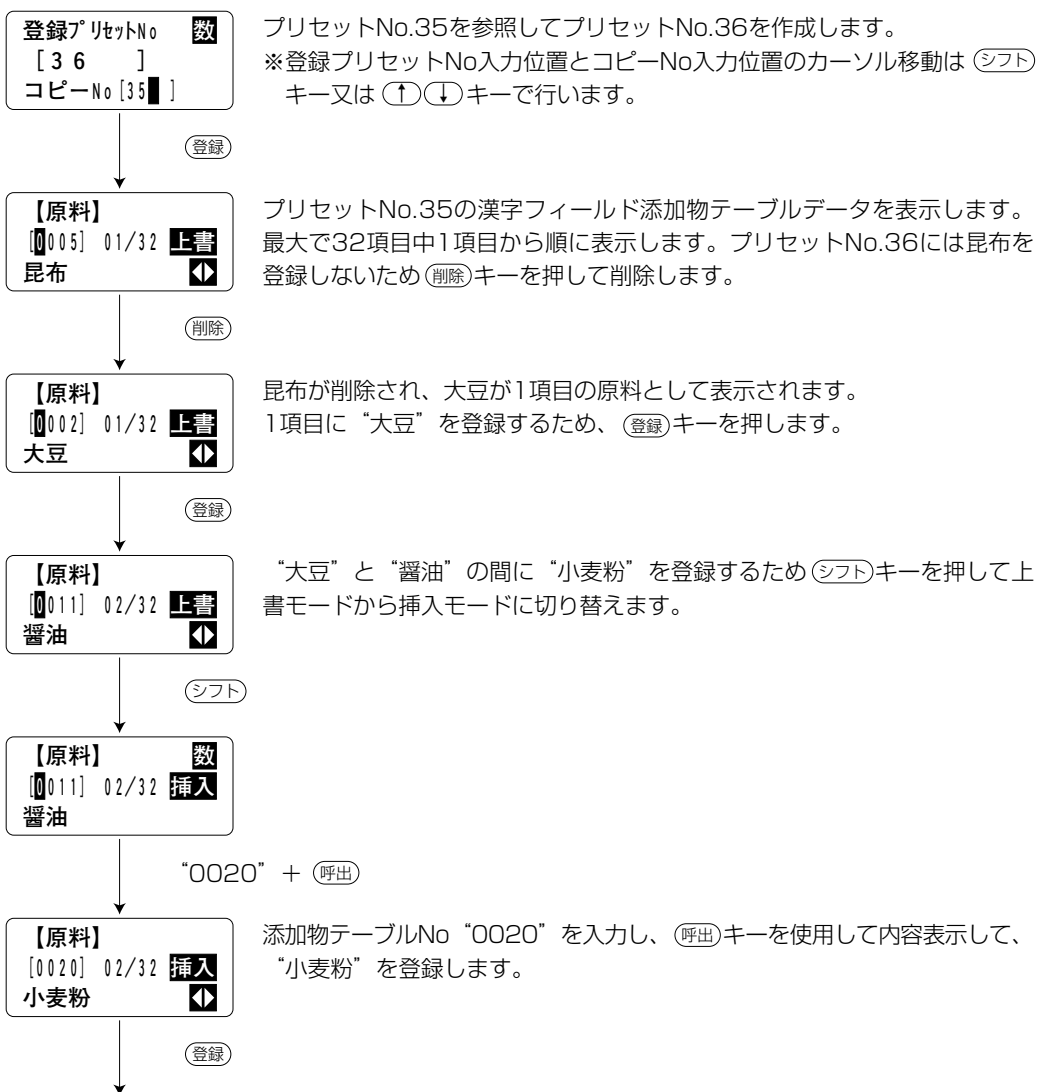 登録プリセットNo 数
[36 ]
コピーNo[35 ]
プリセットNo.35を参照してプリセットNo.36を作成します。
※登録プリセットNo入力位置とコピーNo入力位置のカーソル移動は シフト
キー又は ↑ ↓ キーで行います。
登録
【原料】
[0005] 01/32 上書
昆布
プリセットNo.35の漢字フィールド添加物テーブルデータを表示します。
最大で32項目中1項目から順に表示します。プリセットNo.36には昆布を
登録しないため 削除 キーを押して削除します。
削除
【原料】
[0002] 01/32 上書
大豆
昆布が削除され、大豆が1項目の原料として表示されます。
1項目に“大豆”を登録するため、 登録 キーを押します。
登録
【原料】
[0011] 02/32 上書
醤油
“大豆”と“醤油”の間に“小麦粉”を登録するため シフト キーを押して上
書モードから挿入モードに切り替えます。
シフト
【原料】 数
[0011] 02/32 挿入
醤油
“0020”+ 呼出
【原料】
[0020] 02/32 挿入
小麦粉
添加物テーブルNo“0020”を入力し、 呼出 キーを使用して内容表示して、
“小麦粉”を登録します。
登録